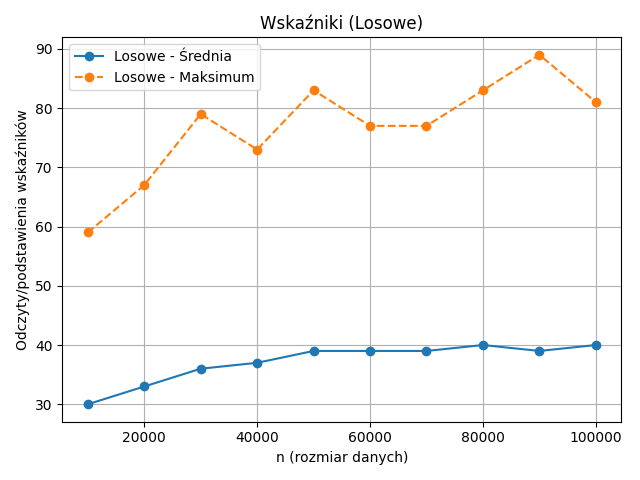 Wskaźniki (Losowe)
Losowe - Średnia
Losowe - Maksimum
Odczyty/podstawienia wskaźników
90
80
70
60
50
40
30
20000 40000 60000 80000 100000
n (rozmiar danych)